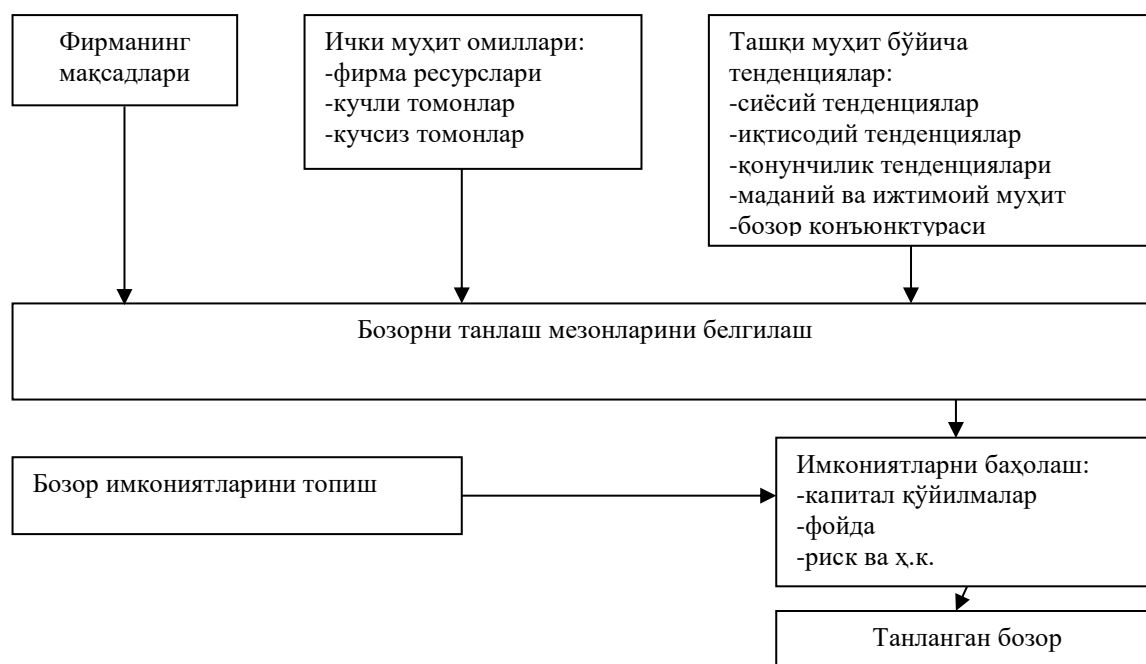 Фирманинг
мақсадлари
Ички муҳит омиллари:
-фирма ресурслари
-кучли томонлар
-кучсиз томонлар
Ташқи муҳит бўйича
тенденциялар:
-сиёсий тенденциялар
-иқтисодий тенденциялар
-қонунчилик тенденциялари
-маданий ва ижтимоий муҳит
-бозор конъюнктураси
Бозорни танлаш мезонларини белгилаш
Бозор имкониятларини топиш
Имкониятларни баҳолаш:
-капитал қўйилмалар
-фойда
-риск ва ҳ.к.
Танланган бозор